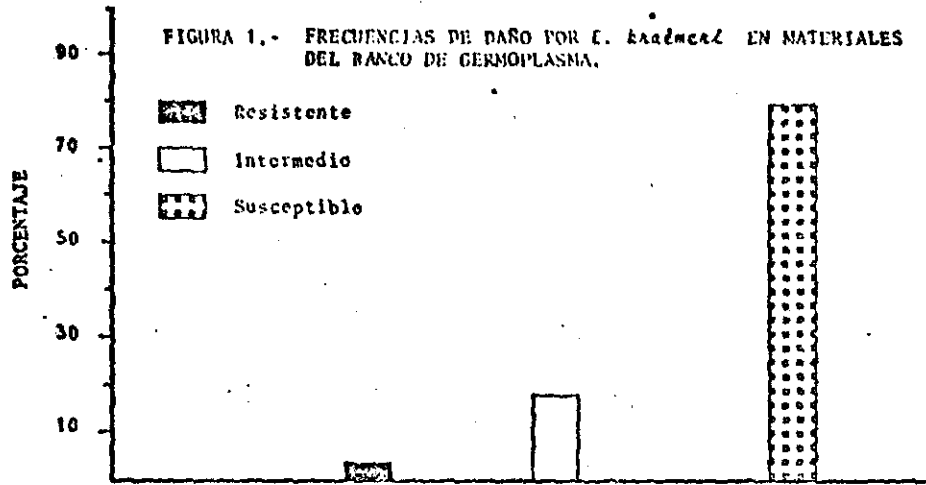 FIGURA 1.- FRECUENCIAS DE DAÑO POR E. kraemeri EN MATERIALES
DEL BANCO DE GERMOPLASMA.
Resistente
Intermedio
Susceptible
PORCENTAJE
90
70
50
30
10